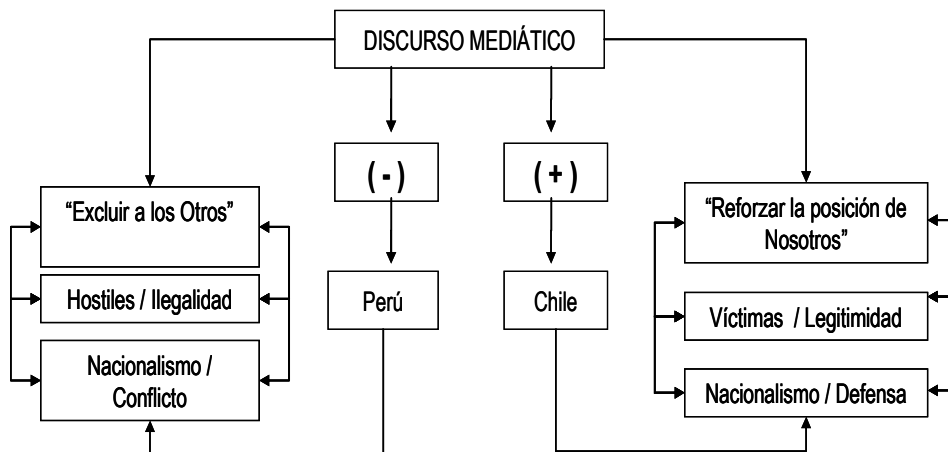 DISCURSO MEDIÁTICO
( - )
( + )
“Excluir a los Otros”
“Reforzar la posición de
Nosotros”
Hostiles / Ilegalidad
Perú
Chile
Víctimas / Legitimidad
Nacionalismo /
Conflicto
Nacionalismo / Defensa